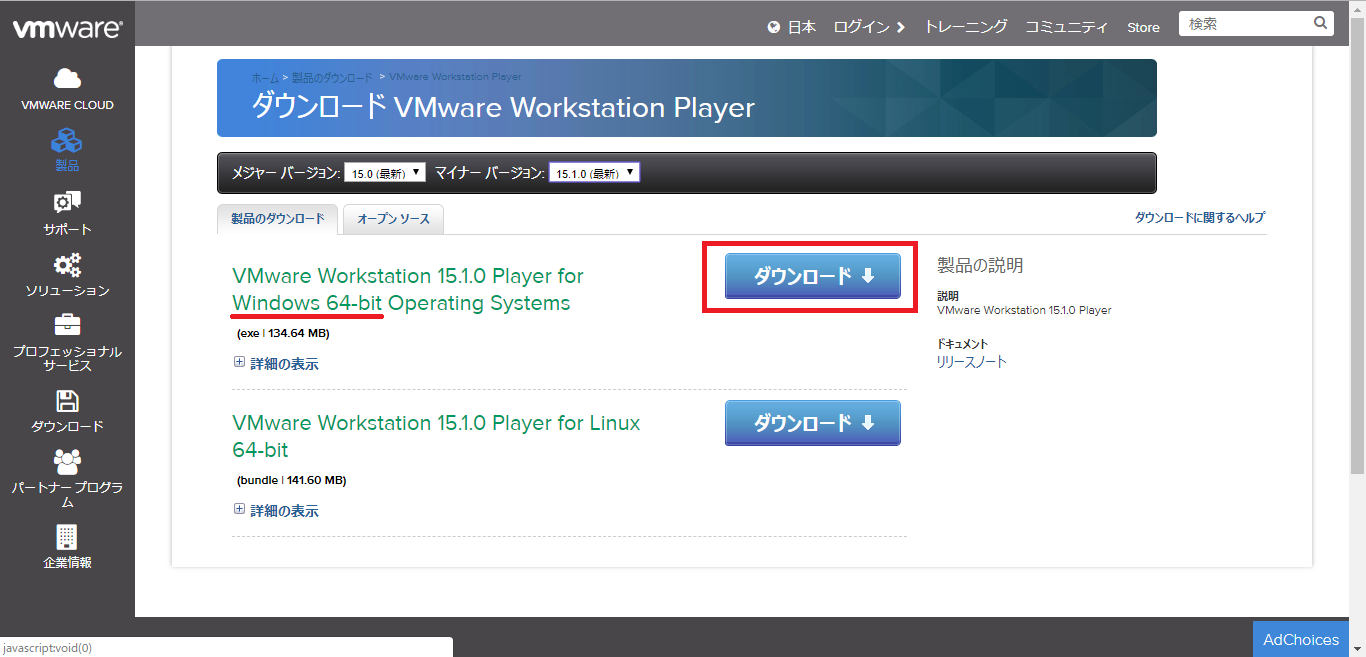 vmware
日本 ログイン トレーニング コミュニティ Store 検索
VMWARE CLOUD
製品
サポート
ソリューション
プロフェッショナル
サービス
ダウンロード
パートナー プログラ
ム
企業情報
ホーム > 製品のダウンロード > VMware Workstation Player
ダウンロード VMware Workstation Player
メジャー バージョン: 15.0 (最新) マイナー バージョン: 15.1.0 (最新)
製品のダウンロード オープン ソース ダウンロードに関するヘルプ
VMware Workstation 15.1.0 Player for
Windows 64-bit Operating Systems
(exe | 134.64 MB)
詳細の表示
ダウンロード
VMware Workstation 15.1.0 Player for Linux
64-bit
(bundle | 141.60 MB)
詳細の表示
ダウンロード
製品の説明
説明
VMware Workstation 15.1.0 Player
ドキュメント
リリースノート
javascript:void(0)
AdChoices